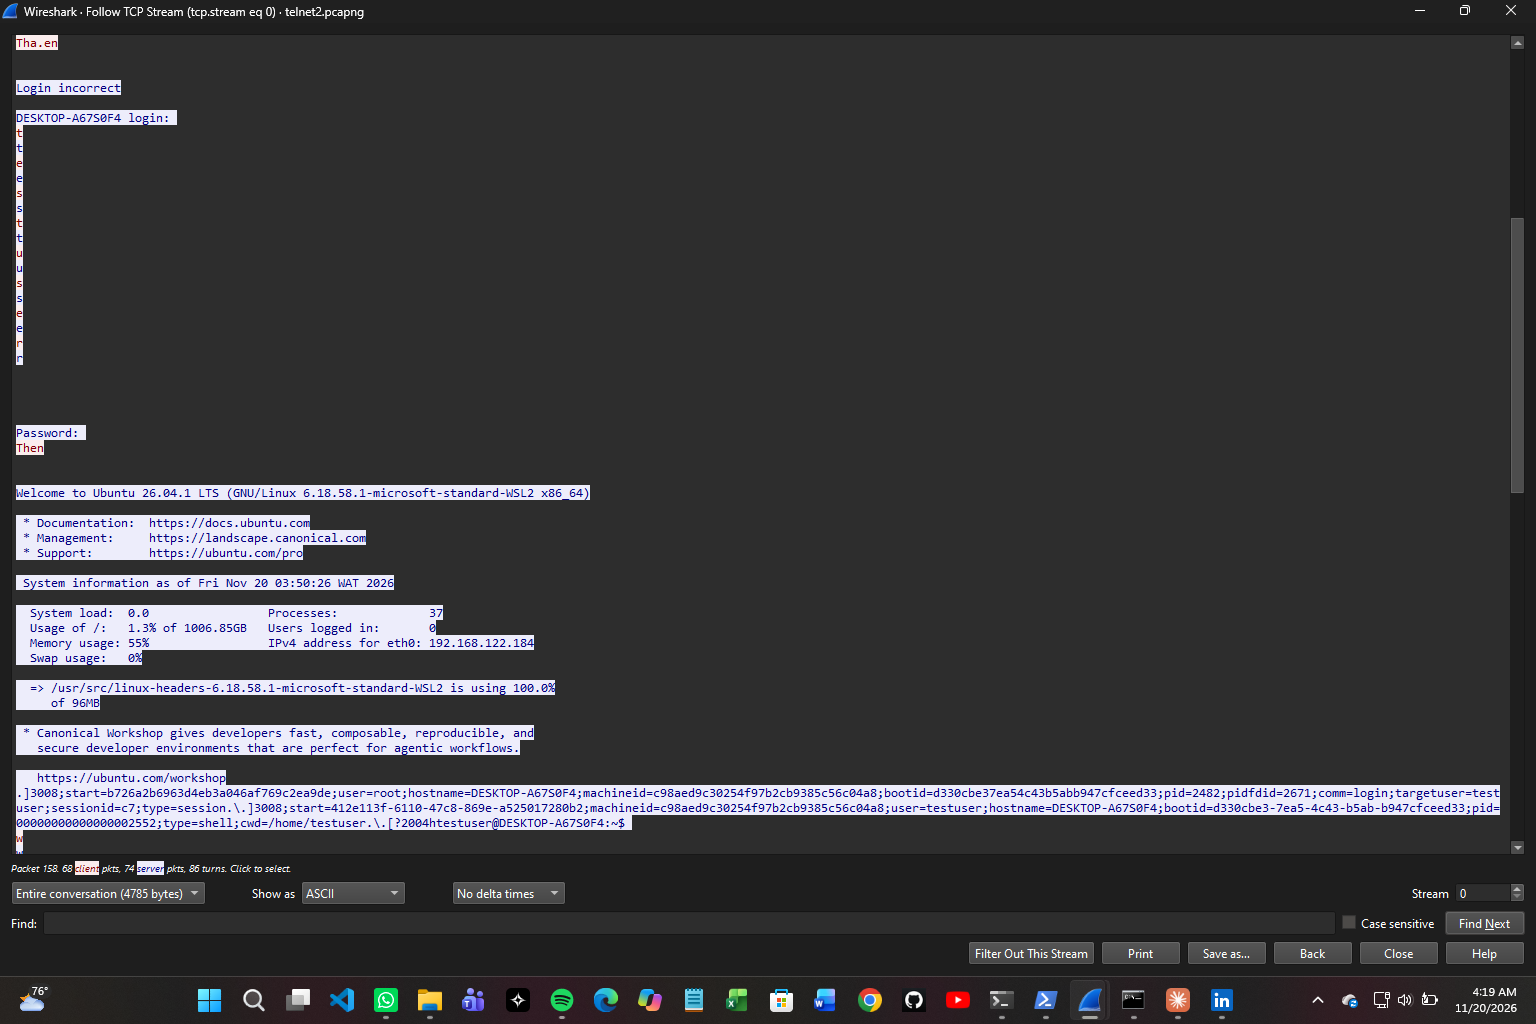 Wireshark · Follow TCP Stream (tcp.stream eq 0) · telnet2.pcapng
Tha.en
Login incorrect
DESKTOP-A67S0F4 login:
t
t
e
e
s
s
t
t
u
u
s
s
e
e
r
r
Password:
Then
Welcome to Ubuntu 26.04.1 LTS (GNU/Linux 6.18.58.1-microsoft-standard-WSL2 x86_64)
* Documentation:  https://docs.ubuntu.com
* Management:     https://landscape.canonical.com
* Support:        https://ubuntu.com/pro
System information as of Fri Nov 20 03:50:26 WAT 2026
System load:  0.0                 Processes:             37
Usage of /:   1.3% of 1006.85GB   Users logged in:       0
Memory usage: 55%                 IPv4 address for eth0: 192.168.122.184
Swap usage:   0%
=> /usr/src/linux-headers-6.18.58.1-microsoft-standard-WSL2 is using 100.0%
of 96MB
* Canonical Workshop gives developers fast, composable, reproducible, and
secure developer environments that are perfect for agentic workflows.
https://ubuntu.com/workshop
.]3008;start=b726a2b6963d4eb3a046af769c2ea9de;user=root;hostname=DESKTOP-A67S0F4;machineid=c98aed9c30254f97b2cb9385c56c04a8;bootid=d330cbe37ea54c43b5abb947cfceed33;pid=2482;pidfdid=2671;comm=login;targetuser=test
user;sessionid=c7;type=session.\.]3008;start=412e113f-6110-47c8-869e-a525017280b2;machineid=c98aed9c30254f97b2cb9385c56c04a8;user=testuser;hostname=DESKTOP-A67S0F4;bootid=d330cbe3-7ea5-4c43-b5ab-b947cfceed33;pid=
00000000000000002552;type=shell;cwd=/home/testuser.\.[?2004htestuser@DESKTOP-A67S0F4:~$
w
Packet 158. 68 client pkts, 74 server pkts, 86 turns. Click to select.
Entire conversation (4785 bytes) Show as ASCII No delta times Stream 0
Find: Case sensitive Find Next
Filter Out This Stream Print Save as... Back Close Help
76°
4:19 AM
11/20/2026